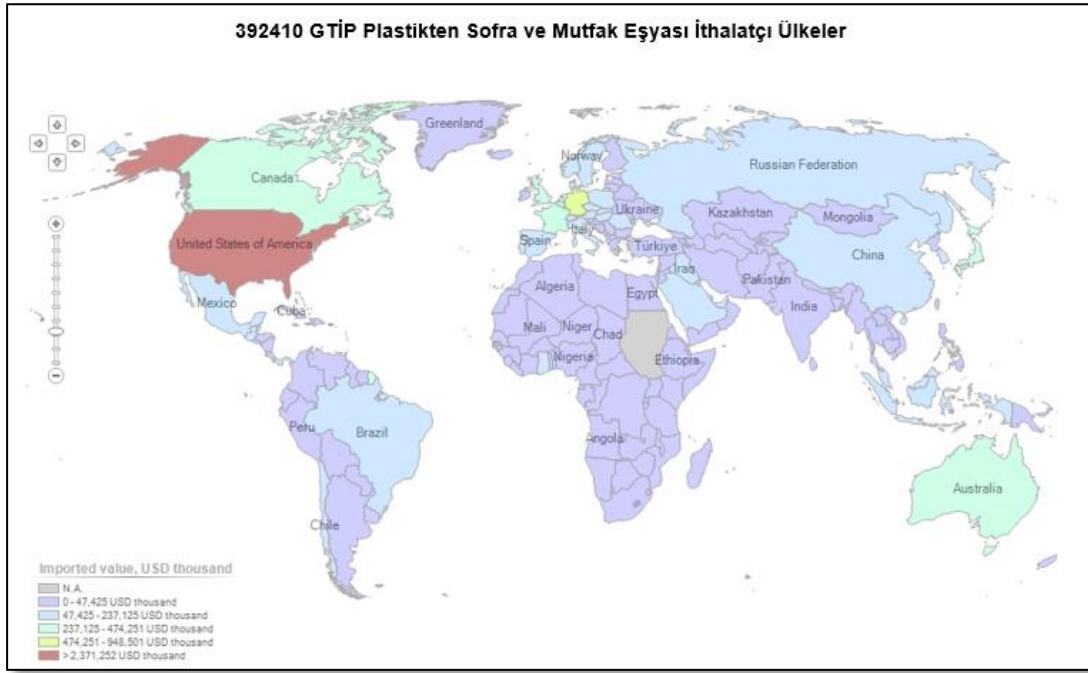 392410 GTİP Plastikten Sofra ve Mutfak Eşyası İthalatçı Ülkeler
Greenland
Norway
Russian Federation
Canada
Ukraine
Kazakhstan
Mongolia
United States of America
Spain
Italy
Türkiye
China
Iraq
Mexico
Algeria
Egypt
Pakistan
India
Cuba
Mali
Niger
Chad
Nigeria
Ethiopia
Peru
Brazil
Angola
Australia
Chile
Imported value, USD thousand
N.A.
0 - 47,425 USD thousand
47,425 - 237,125 USD thousand
237,125 - 474,251 USD thousand
474,251 - 948,501 USD thousand
> 2,371,252 USD thousand